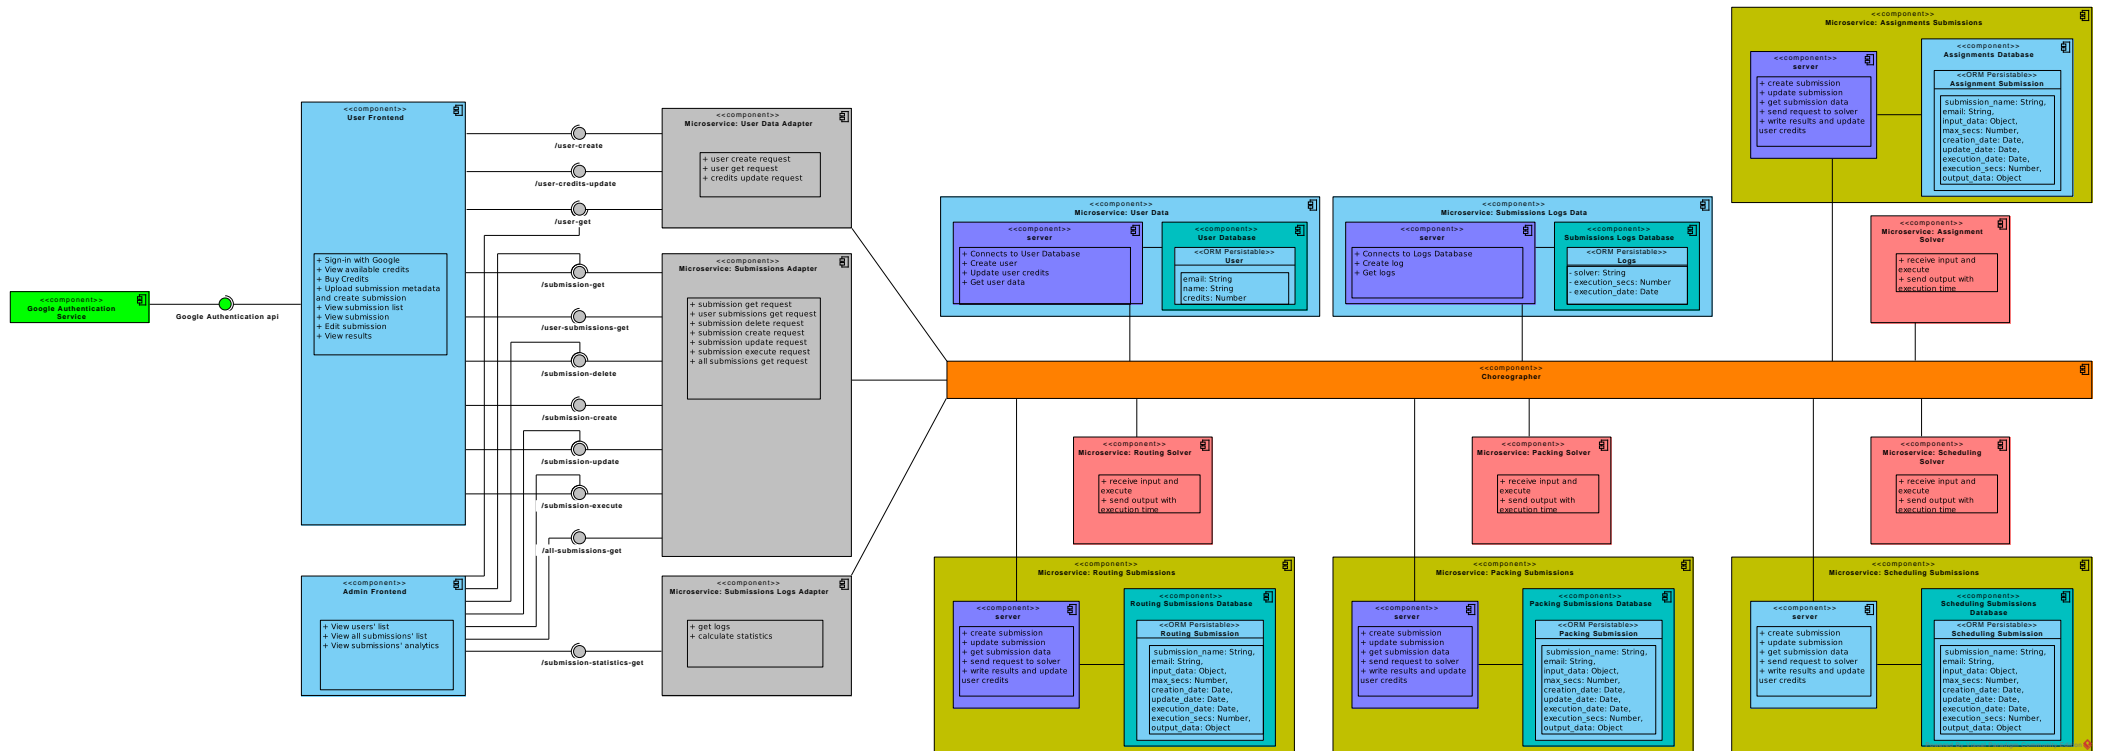 <<component>>
Google Authentication
Service
Google Authentication api
<<component>>
User Frontend
+ Sign-in with Google
+ View available credits
+ Buy Credits
+ Upload submission metadata
and create submission
+ View submission list
+ View submission
+ Edit submission
+ View results
<<component>>
Admin Frontend
+ View users' list
+ View all submissions' list
+ View submissions' analytics
/user-create
/user-credits-update
/user-get
/submission-get
/user-submissions-get
/submission-delete
/submission-create
/submission-update
/submission-execute
/all-submissions-get
/submission-statistics-get
<<component>>
Microservice: User Data Adapter
+ user create request
+ user get request
+ credits update request
<<component>>
Microservice: Submissions Adapter
+ submission get request
+ user submissions get request
+ submission delete request
+ submission create request
+ submission update request
+ submission execute request
+ all submissions get request
<<component>>
Microservice: Submissions Logs Adapter
+ get logs
+ calculate statistics
<<component>>
Microservice: User Data
<<component>>
server
+ Connects to User Database
+ Create user
+ Update user credits
+ Get user data
<<component>>
User Database
<<ORM Persistable>>
User
email: String
name: String
credits: Number
<<component>>
Microservice: Submissions Logs Data
<<component>>
server
+ Connects to Logs Database
+ Create log
+ Get logs
<<component>>
Submissions Logs Database
<<ORM Persistable>>
Logs
- solver: String
- execution_secs: Number
- execution_date: Date
<<component>>
Microservice: Assignments Submissions
<<component>>
server
+ create submission
+ update submission
+ get submission data
+ send request to solver
+ write results and update
user credits
<<component>>
Assignments Database
<<ORM Persistable>>
Assignment Submission
submission_name: String,
email: String,
input_data: Object,
max_secs: Number,
creation_date: Date,
update_date: Date,
execution_date: Date,
execution_secs: Number,
output_data: Object
<<component>>
Microservice: Assignment
Solver
+ receive input and
execute
+ send output with
execution time
<<component>>
Choreographer
<<component>>
Microservice: Routing Solver
+ receive input and
execute
+ send output with
execution time
<<component>>
Microservice: Packing Solver
+ receive input and
execute
+ send output with
execution time
<<component>>
Microservice: Scheduling
Solver
+ receive input and
execute
+ send output with
execution time
<<component>>
Microservice: Routing Submissions
<<component>>
server
+ create submission
+ update submission
+ get submission data
+ send request to solver
+ write results and update
user credits
<<component>>
Routing Submissions Database
<<ORM Persistable>>
Routing Submission
submission_name: String,
email: String,
input_data: Object,
max_secs: Number,
creation_date: Date,
update_date: Date,
execution_date: Date,
execution_secs: Number,
output_data: Object
<<component>>
Microservice: Packing Submissions
<<component>>
server
+ create submission
+ update submission
+ get submission data
+ send request to solver
+ write results and update
user credits
<<component>>
Packing Submissions Database
<<ORM Persistable>>
Packing Submission
submission_name: String,
email: String,
input_data: Object,
max_secs: Number,
creation_date: Date,
update_date: Date,
execution_date: Date,
execution_secs: Number,
output_data: Object
<<component>>
Microservice: Scheduling Submissions
<<component>>
server
+ create submission
+ update submission
+ get submission data
+ send request to solver
+ write results and update
user credits
<<component>>
Scheduling Submissions
Database
<<ORM Persistable>>
Scheduling Submission
submission_name: String,
email: String,
input_data: Object,
max_secs: Number,
creation_date: Date,
update_date: Date,
execution_date: Date,
execution_secs: Number,
output_data: Object